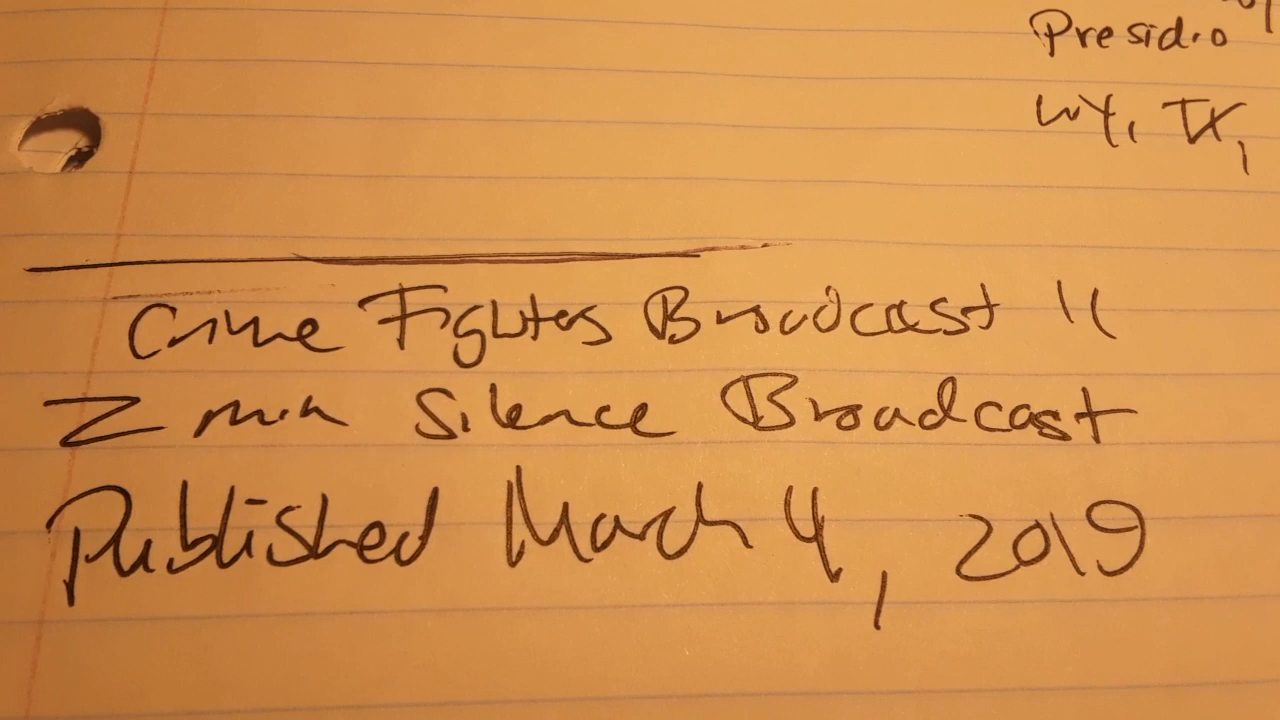 Presidio
WY, TX,
Crime Fighters Broadcast 11
2 min Silence Broadcast
Published March 4, 2019